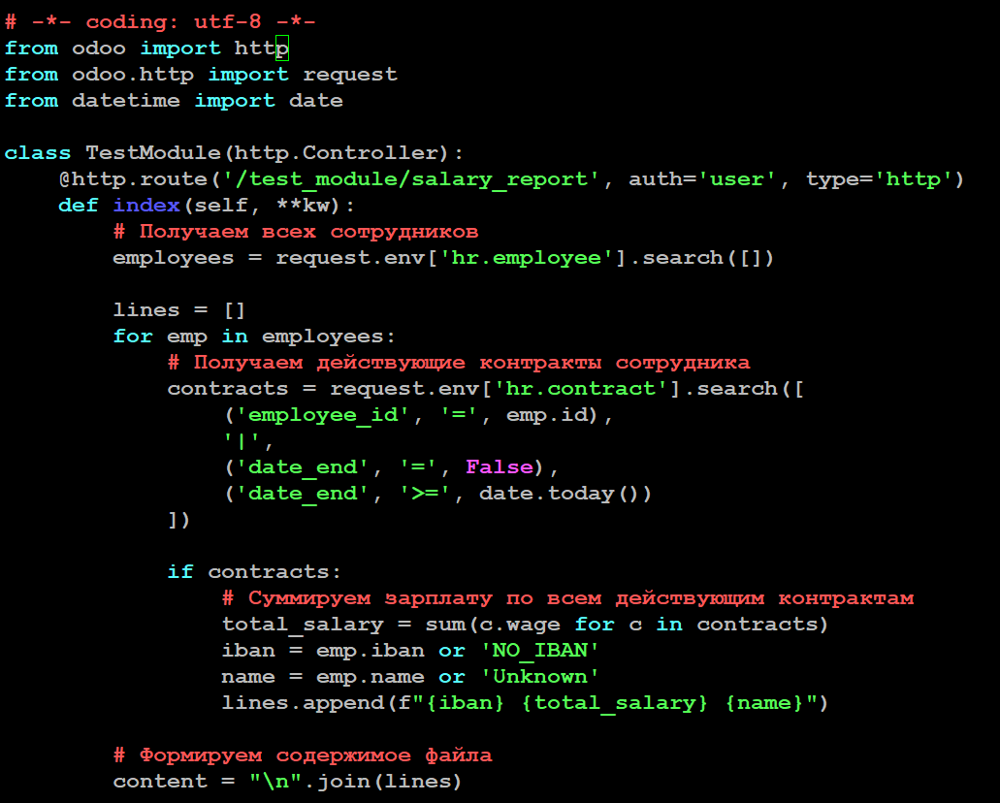 # -*- coding: utf-8 -*-
from odoo import http
from odoo.http import request
from datetime import date

class TestModule(http.Controller):
    @http.route('/test_module/salary_report', auth='user', type='http')
    def index(self, **kw):
        # Получаем всех сотрудников
        employees = request.env['hr.employee'].search([])

        lines = []
        for emp in employees:
            # Получаем действующие контракты сотрудника
            contracts = request.env['hr.contract'].search([
                ('employee_id', '=', emp.id),
                '|',
                ('date_end', '=', False),
                ('date_end', '>=', date.today())
            ])

            if contracts:
                # Суммируем зарплату по всем действующим контрактам
                total_salary = sum(c.wage for c in contracts)
                iban = emp.iban or 'NO_IBAN'
                name = emp.name or 'Unknown'
                lines.append(f"{iban} {total_salary} {name}")

        # Формируем содержимое файла
        content = "\n".join(lines)